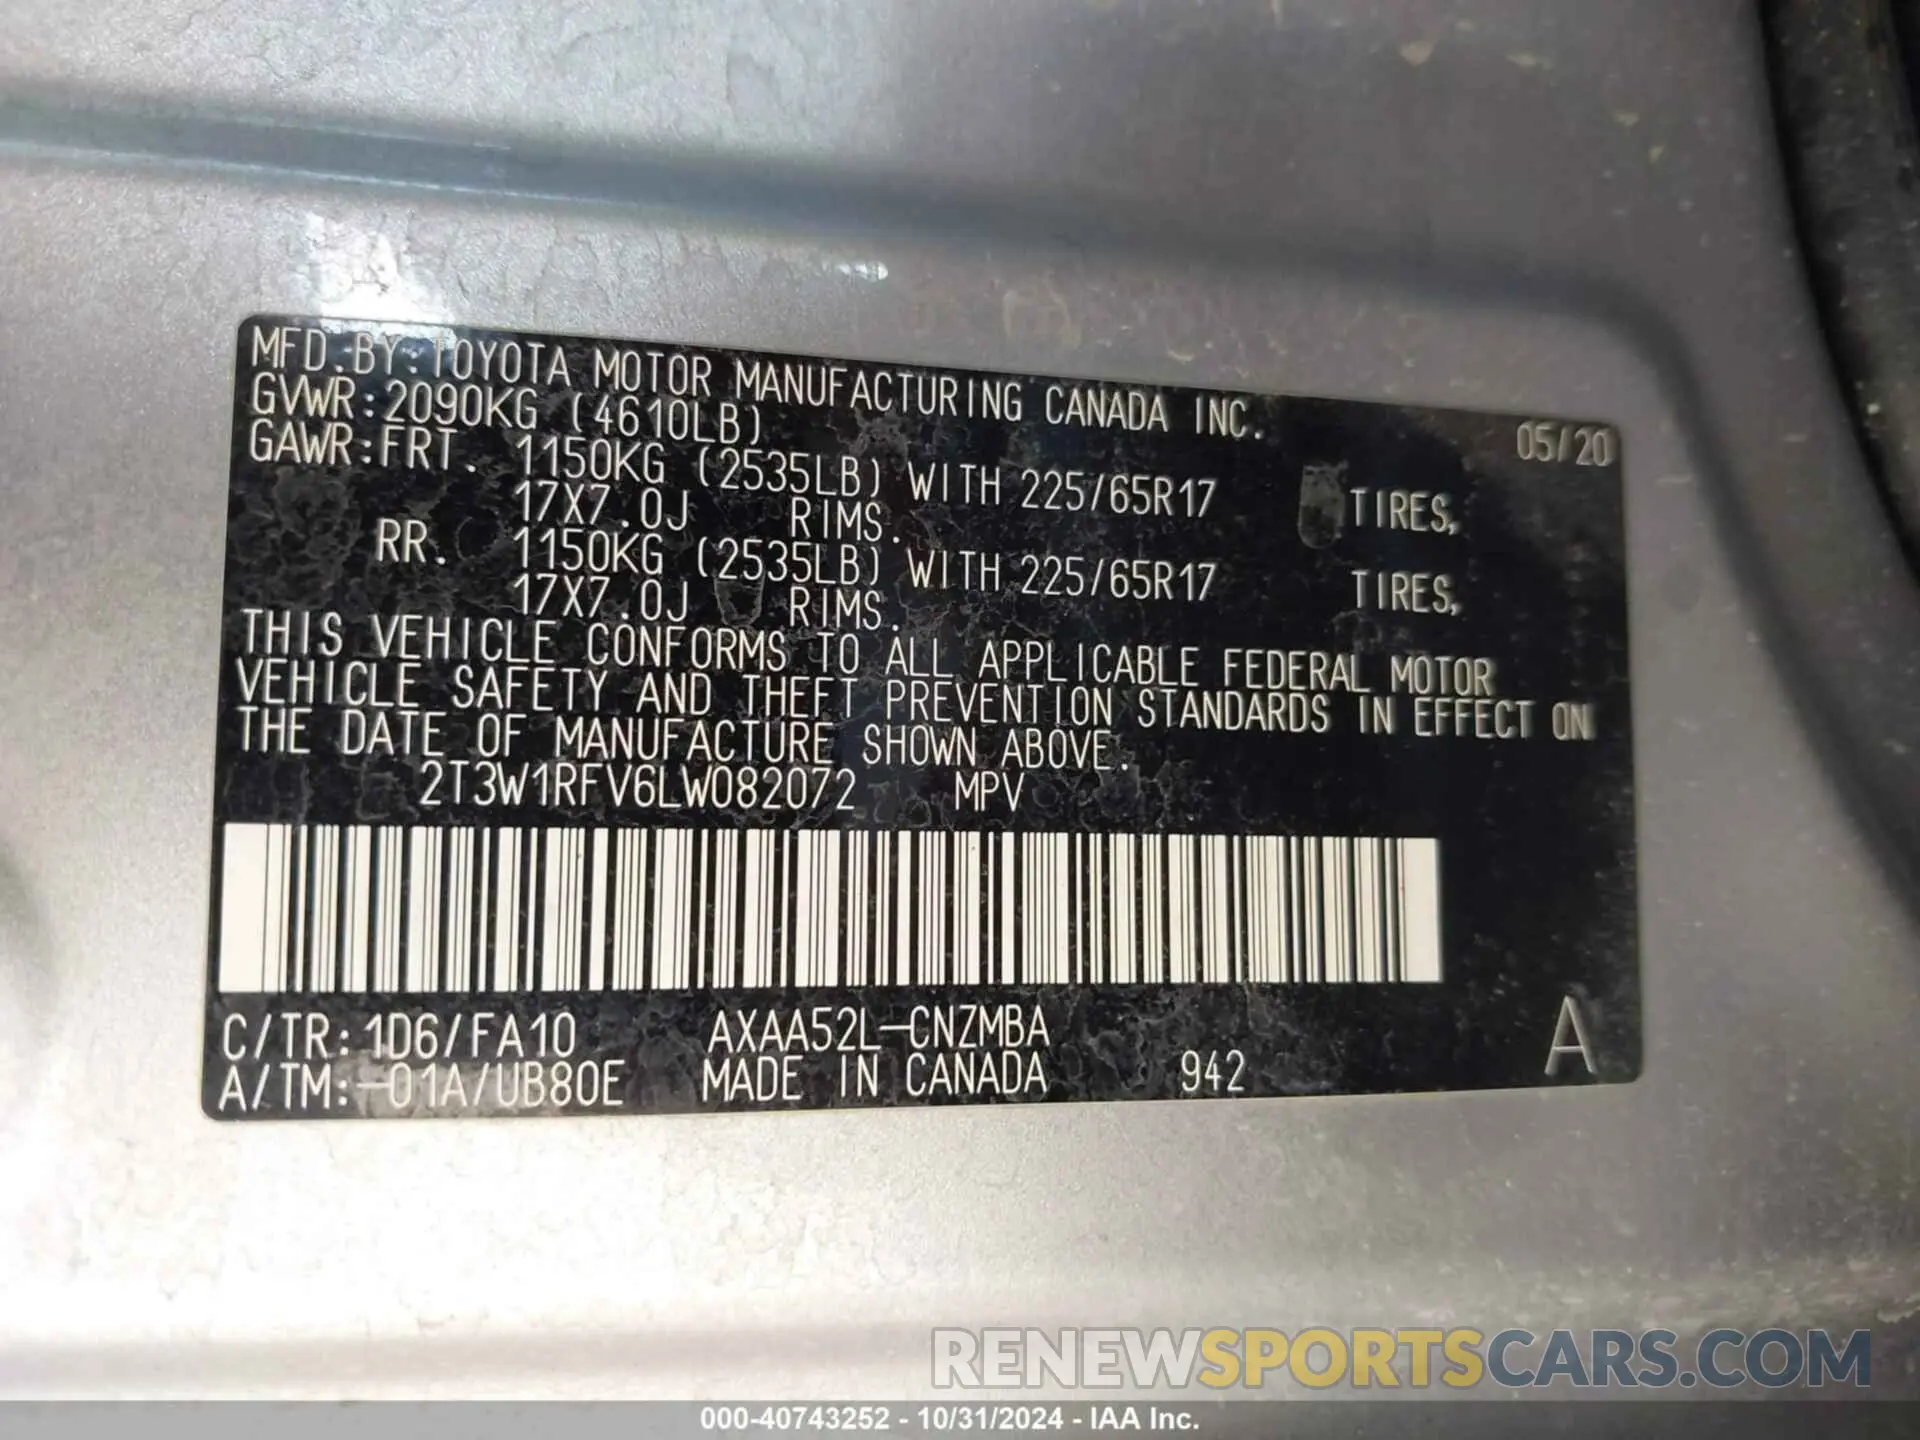 MFD.BY:TOYOTA MOTOR MANUFACTURING CANADA INC. 05/20
GVWR:2090KG (4610LB)
GAWR:FRT. 1150KG (2535LB) WITH 225/65R17 TIRES,
17X7.0J RIMS.
RR. 1150KG (2535LB) WITH 225/65R17 TIRES,
17X7.0J RIMS.
THIS VEHICLE CONFORMS TO ALL APPLICABLE FEDERAL MOTOR
VEHICLE SAFETY AND THEFT PREVENTION STANDARDS IN EFFECT ON
THE DATE OF MANUFACTURE SHOWN ABOVE.
2T3W1RFV6LW082072 MPV
C/TR:1D6/FA10 AXAA52L-CNZMBA A
A/TM:-01A/UB80E MADE IN CANADA 942
RENEWSPORTSCARS.COM
000-40743252 - 10/31/2024 - IAA Inc.